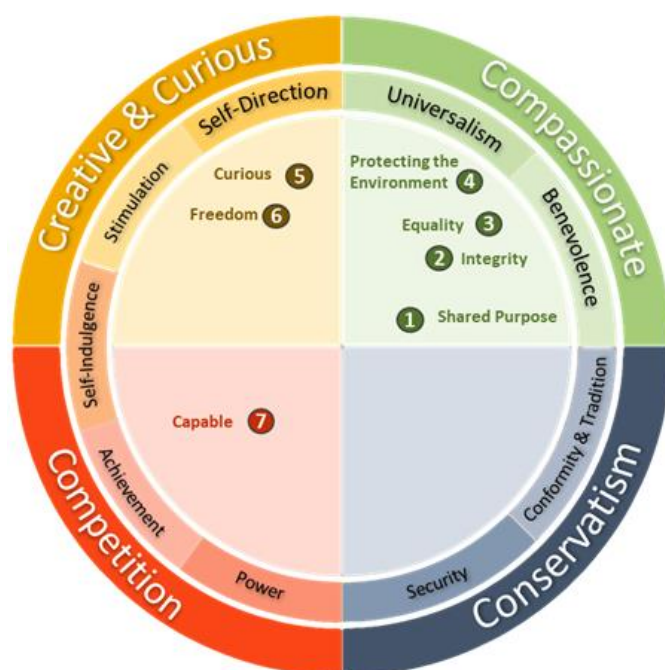 Creative & Curious
Compassionate
Self-Direction
Universalism
Stimulation
Benevolence
Curious 5
Protecting the
Environment 4
Freedom 6
Equality 3
2 Integrity
1 Shared Purpose
Self-Indulgence
Conformity & Tradition
Capable 7
Achievement
Power
Security
Competition
Conservatism